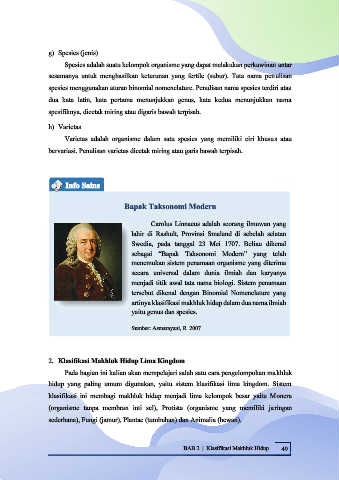 g) Spesies (jenis)
Spesies adalah suatu kelompok organisme yang dapat melakukan perkawinan antar
sesamanya untuk menghasilkan keturunan yang fertile (subur). Tata nama penulisan
spesies menggunakan aturan binomial nomenclature. Penulisan nama spesies terdiri atas
dua kata latin, kata pertama menunjukkan genus, kata kedua menunjukkan nama
spesifiknya, dicetak miring atau digaris bawah terpisah.
h) Varietas
Varietas adalah organisme dalam satu spesies yang memiliki ciri khusus atau
bervariasi. Penulisan varietas dicetak miring atau garis bawah terpisah.
Info Sains
Bapak Taksonomi Modern
Carolus Linnaeus adalah seorang ilmuwan yang
lahir di Rashult, Provinsi Smaland di sebelah selatan
Swedia, pada tanggal 23 Mei 1707. Beliau dikenal
sebagai “Bapak Taksonomi Modern” yang telah
menemukan sistem penamaan organisme yang diterima
secara universal dalam dunia ilmiah dan karyanya
menjadi titik awal tata nama biologi. Sistem penamaan
tersebut dikenal dengan Binomial Nomenclature yang
artinya klasifikasi makhluk hidup dalam dua nama ilmiah
yaitu genus dan spesies.
Sumber: Asmarayani, R. 2007
2. Klasifikasi Makhluk Hidup Lima Kingdom
Pada bagian ini kalian akan mempelajari salah satu cara pengelompokan makhluk
hidup yang paling umum digunakan, yaitu sistem klasifikasi lima kingdom. Sistem
klasifikasi ini membagi makhluk hidup menjadi lima kelompok besar yaitu Monera
(organisme tanpa membran inti sel), Protista (organisme yang memiliki jaringan
sederhana), Fungi (jamur), Plantae (tumbuhan) dan Animalia (hewan).
BAB 2 | Klasifikasi Makhluk Hidup 49